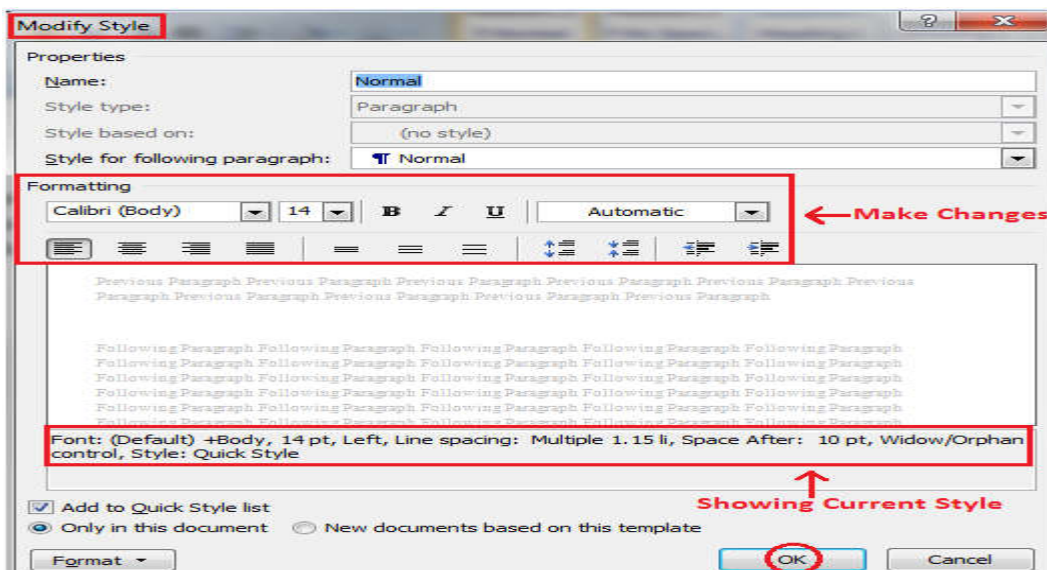 Modify Style
Properties
Name: Normal
Style type: Paragraph
Style based on: (no style)
Style for following paragraph: ¶ Normal
Formatting
Calibri (Body) 14 B I U Automatic
Make Changes
Previous Paragraph Previous Paragraph Previous Paragraph Previous Paragraph Previous Paragraph Previous
Paragraph Previous Paragraph Previous Paragraph Previous Paragraph Previous Paragraph
Following Paragraph Following Paragraph Following Paragraph Following Paragraph Following Paragraph
Following Paragraph Following Paragraph Following Paragraph Following Paragraph Following Paragraph
Following Paragraph Following Paragraph Following Paragraph Following Paragraph Following Paragraph
Following Paragraph Following Paragraph Following Paragraph Following Paragraph Following Paragraph
Following Paragraph Following Paragraph Following Paragraph Following Paragraph Following Paragraph
Following Paragraph Following Paragraph Following Paragraph Following Paragraph Following Paragraph
Font: (Default) +Body, 14 pt, Left, Line spacing: Multiple 1.15 li, Space After: 10 pt, Widow/Orphan
control, Style: Quick Style
Showing Current Style
Add to Quick Style list
Only in this document New documents based on this template
Format OK Cancel